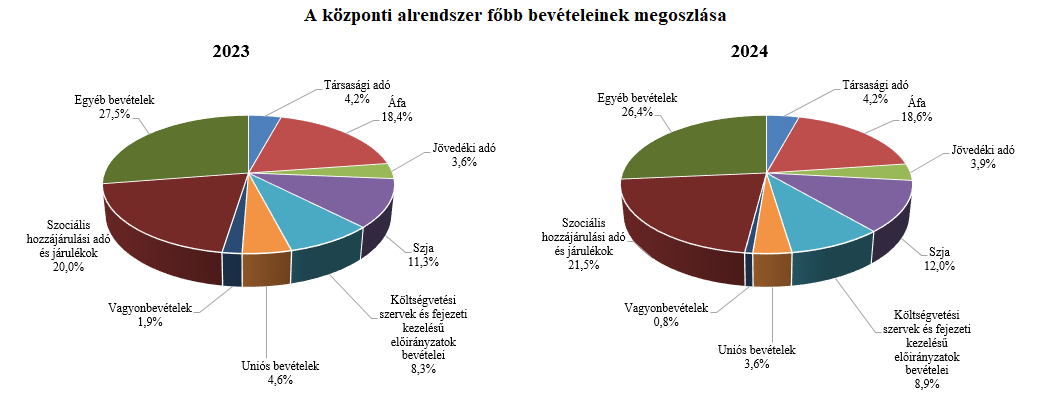 A központi alrendszer főbb bevételeinek megoszlása
2023
Társasági adó
4,2%
Áfa
18,4%
Jövedéki adó
3,6%
Szja
11,3%
Költségvetési
szervek és fejezeti
kezelésű
előirányzatok
bevételei
8,3%
Uniós bevételek
4,6%
Vagyonbevételek
1,9%
Szociális
hozzájárulási adó
és járulékok
20,0%
Egyéb bevételek
27,5%
2024
Társasági adó
4,2%
Áfa
18,6%
Jövedéki adó
3,9%
Szja
12,0%
Költségvetési
szervek és fejezeti
kezelésű
előirányzatok
bevételei
8,9%
Uniós bevételek
3,6%
Vagyonbevételek
0,8%
Szociális
hozzájárulási adó
és járulékok
21,5%
Egyéb bevételek
26,4%